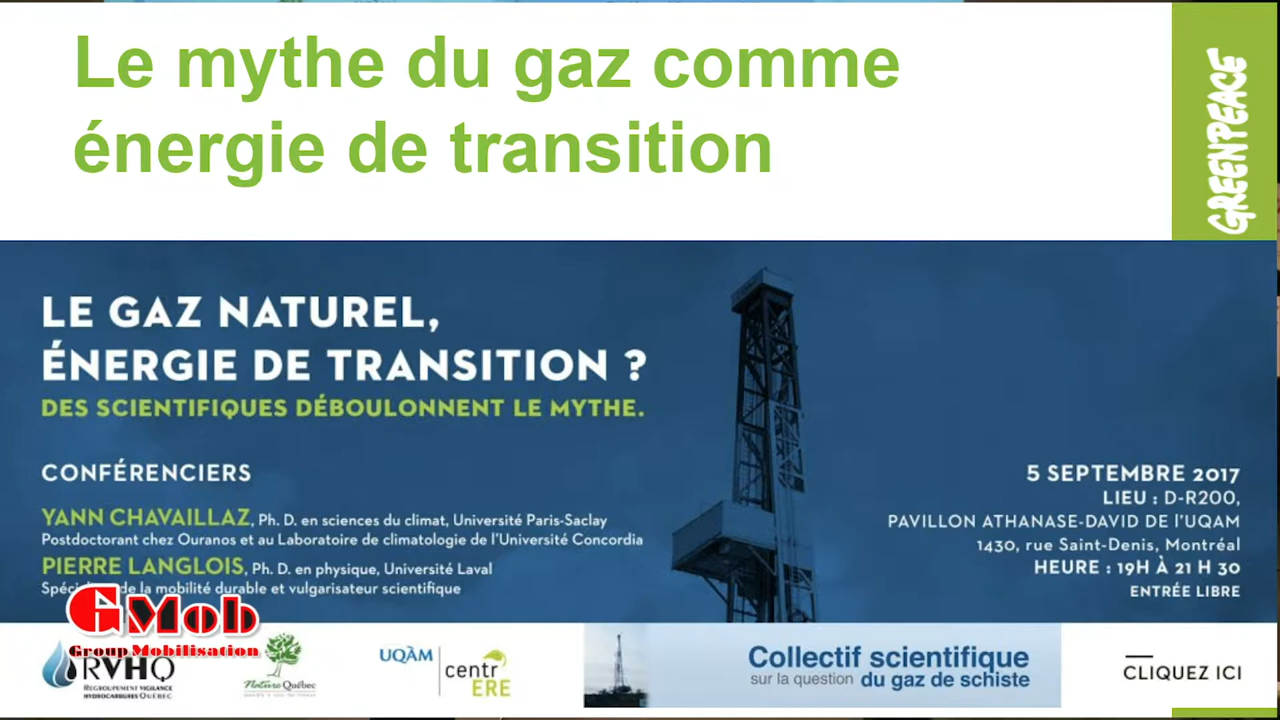 Le mythe du gaz comme
énergie de transition
GREENPEACE
LE GAZ NATUREL,
ÉNERGIE DE TRANSITION ?
DES SCIENTIFIQUES DÉBOULONNENT LE MYTHE.
CONFÉRENCIERS
YANN CHAVAILLAZ, Ph. D. en sciences du climat, Université Paris-Saclay
Postdoctorant chez Ouranos et au Laboratoire de climatologie de l'Université Concordia
PIERRE LANGLOIS, Ph. D. en physique, Université Laval
de la mobilité durable et vulgarisateur scientifique
5 SEPTEMBRE 2017
LIEU : D-R200,
PAVILLON ATHANASE-DAVID DE l'UQAM
1430, rue Saint-Denis, Montréal
HEURE : 19H À 21 H 30
ENTRÉE LIBRE
GMob
Group Mobilisation
RVHQ
REGROUPEMENT VIGILANCE
HYDROCARBURES QUÉBEC
Nature Québec
UQÀM
centr
ERE
Collectif scientifique
sur la question du gaz de schiste
CLIQUEZ ICI